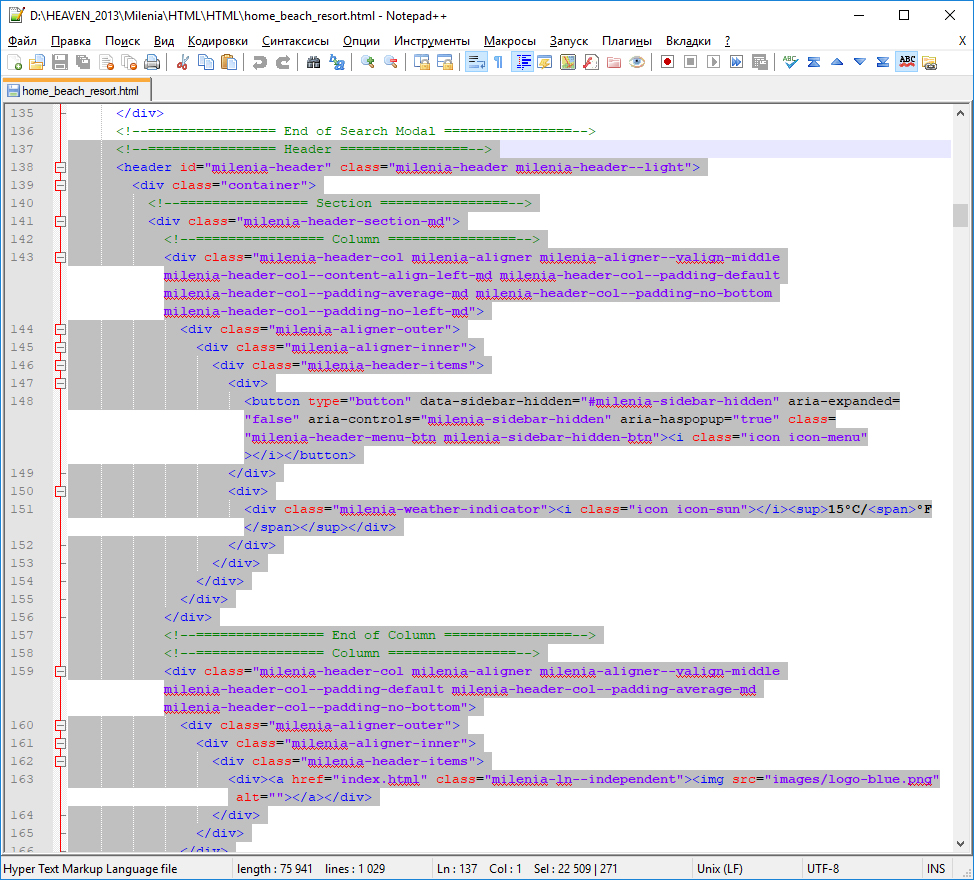 D:\HEAVEN_2013\Milenia\HTML\HTML\home_beach_resort.html - Notepad++
Файл Правка Поиск Вид Кодировки Синтаксисы Опции Инструменты Макросы Запуск Плагины Вкладки ? X
home_beach_resort.html
135 </div>
136 <!--================ End of Search Modal ================-->
137 <!--================ Header ================-->
138 <header id="milenia-header" class="milenia-header milenia-header--light">
139 <div class="container">
140 <!--================ Section ================-->
141 <div class="milenia-header-section-md">
142 <!--================ Column ================-->
143 <div class="milenia-header-col milenia-aligner milenia-aligner--valign-middle
milenia-header-col--content-align-left-md milenia-header-col--padding-default
milenia-header-col--padding-average-md milenia-header-col--padding-no-bottom
milenia-header-col--padding-no-left-md">
144 <div class="milenia-aligner-outer">
145 <div class="milenia-aligner-inner">
146 <div class="milenia-header-items">
147 <div>
148 <button type="button" data-sidebar-hidden="#milenia-sidebar-hidden" aria-expanded=
"false" aria-controls="milenia-sidebar-hidden" aria-haspopup="true" class=
"milenia-header-menu-btn milenia-sidebar-hidden-btn"><i class="icon icon-menu"
></i></button>
149 </div>
150 <div>
151 <div class="milenia-weather-indicator"><i class="icon icon-sun"></i><sup>15°C/<span>°F
</span></sup></div>
152 </div>
153 </div>
154 </div>
155 </div>
156 </div>
157 <!--================ End of Column ================-->
158 <!--================ Column ================-->
159 <div class="milenia-header-col milenia-aligner milenia-aligner--valign-middle
milenia-header-col--padding-default milenia-header-col--padding-average-md
milenia-header-col--padding-no-bottom">
160 <div class="milenia-aligner-outer">
161 <div class="milenia-aligner-inner">
162 <div class="milenia-header-items">
163 <div><a href="index.html" class="milenia-ln--independent"><img src="images/logo-blue.png"
alt=""></a></div>
164 </div>
165 </div>
166 </div>
Hyper Text Markup Language file length : 75 941 lines : 1 029 Ln : 137 Col : 1 Sel : 22 509 | 271 Unix (LF) UTF-8 INS